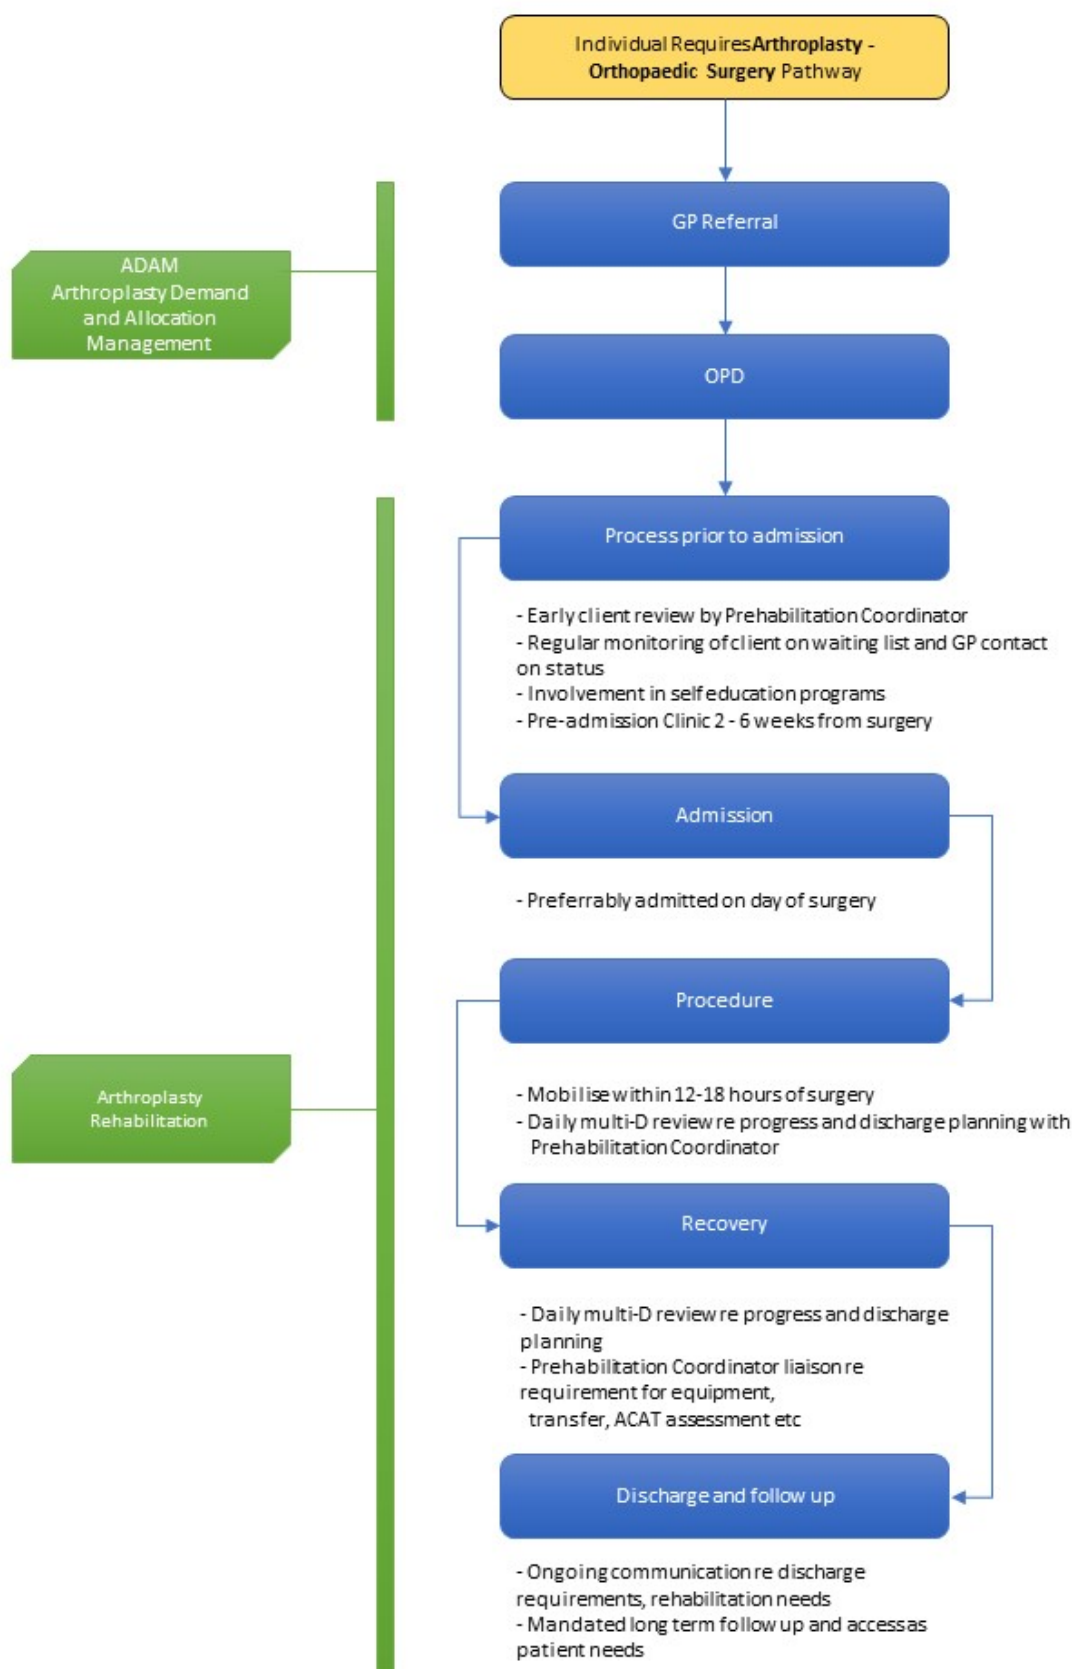 Individual RequiresArthroplasty -
Orthopaedic Surgery Pathway
GP Referral
ADAM
Arthroplasty Demand
and Allocation
Management
OPD
Process prior to admission
- Early client review by Prehabilitation Coordinator
- Regular monitoring of client on waiting list and GP contact
on status
- Involvement in self education programs
- Pre-admission Clinic 2 - 6 weeks from surgery
Admission
- Preferrably admitted on day of surgery
Procedure
- Mobilise within 12-18 hours of surgery
- Daily multi-D review re progress and discharge planning with
Prehabilitation Coordinator
Arthroplasty
Rehabilitation
Recovery
- Daily multi-D review re progress and discharge
planning
- Prehabilitation Coordinator liaison re
requirement for equipment,
transfer, ACAT assessment etc
Discharge and follow up
- Ongoing communication re discharge
requirements, rehabilitation needs
- Mandated long term follow up and access as
patient needs